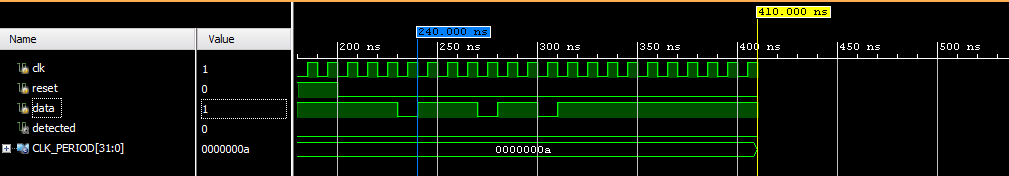 410.000 ns
240.000 ns
Name Value 200 ns 250 ns 300 ns 350 ns 400 ns 450 ns 500 ns
clk 1
reset 0
data 1
detected 0
CLK_PERIOD[31:0] 0000000a 0000000a